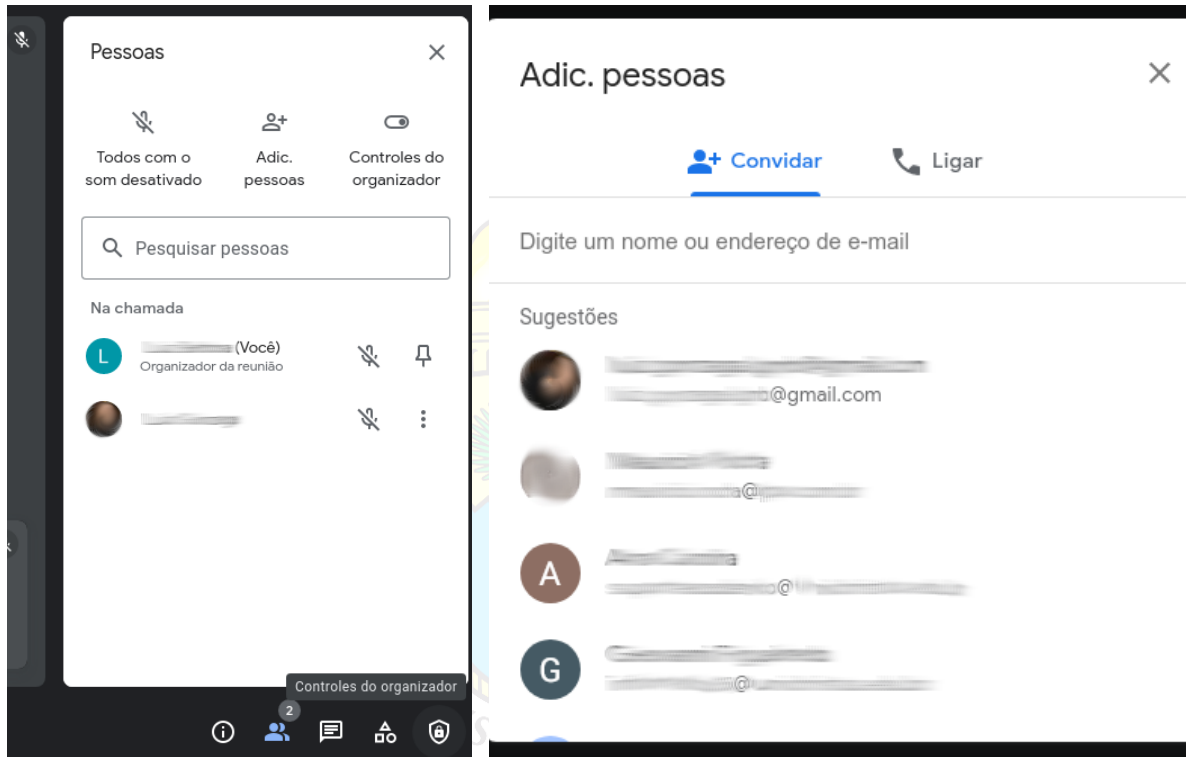 Pessoas
Todos com o
som desativado
Adic.
pessoas
Controles do
organizador
Pesquisar pessoas
Na chamada
L
(Você)
Organizador da reunião
Controles do organizador
2
Adic. pessoas
Convidar
Ligar
Digite um nome ou endereço de e-mail
Sugestões
@gmail.com
@
A
@
G
@